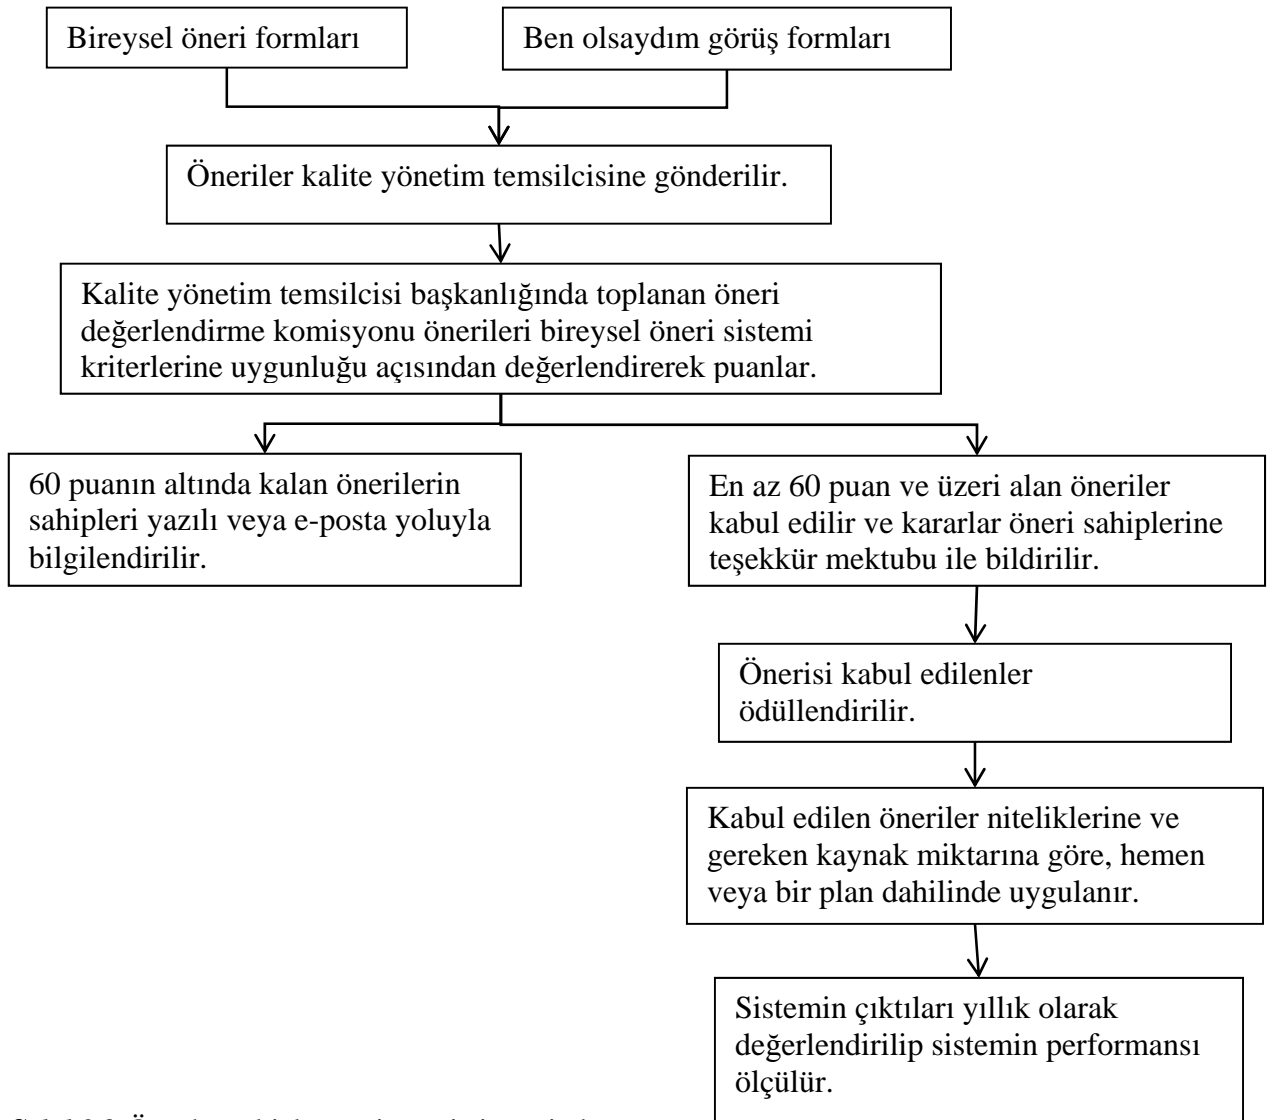 Bireysel öneri formları
Ben olsaydım görüş formları
Öneriler kalite yönetim temsilcisine gönderilir.
Kalite yönetim temsilcisi başkanlığında toplanan öneri
değerlendirme komisyonu önerileri bireysel öneri sistemi
kriterlerine uygunluğu açısından değerlendirerek puanlar.
60 puanın altında kalan önerilerin
sahipleri yazılı veya e-posta yoluyla
bilgilendirilir.
En az 60 puan ve üzeri alan öneriler
kabul edilir ve kararlar öneri sahiplerine
teşekkür mektubu ile bildirilir.
Önerisi kabul edilenler
ödüllendirilir.
Kabul edilen öneriler niteliklerine ve
gereken kaynak miktarına göre, hemen
veya bir plan dahilinde uygulanır.
Sistemin çıktıları yıllık olarak
değerlendirilip sistemin performansı
ölçülür.